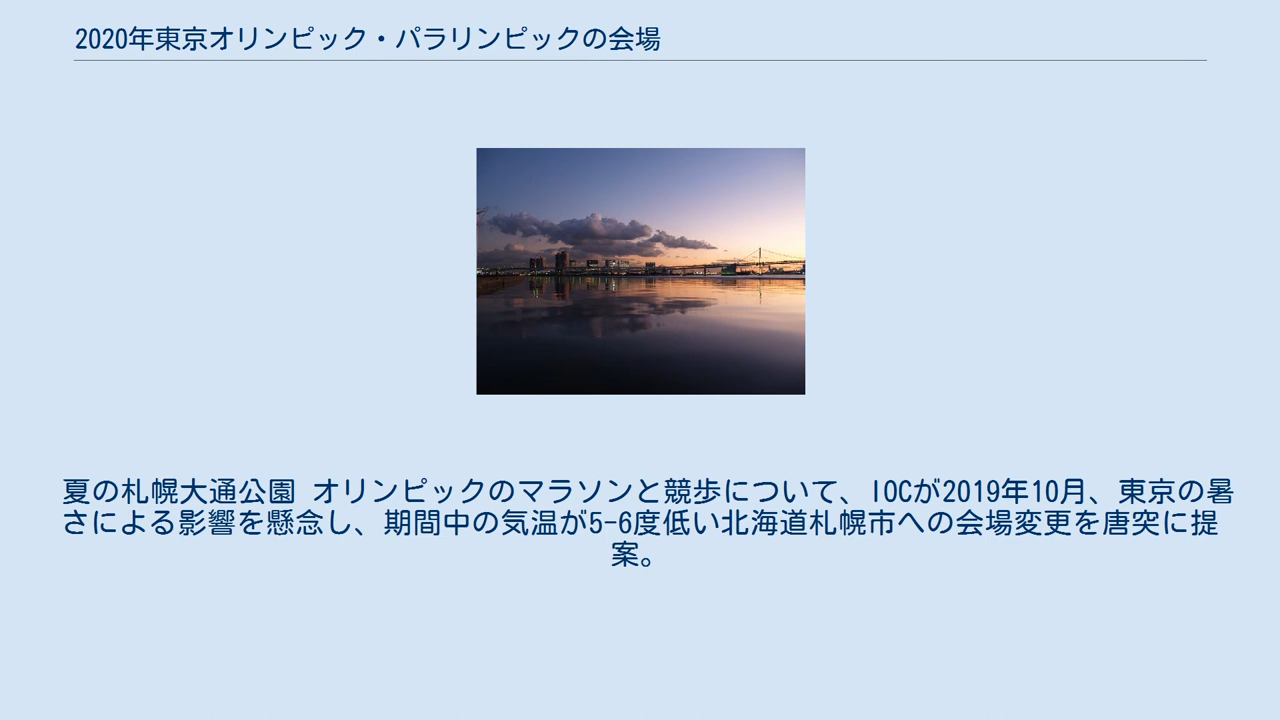 2020年東京オリンピック・パラリンピックの会場
夏の札幌大通公園 オリンピックのマラソンと競歩について、IOCが2019年10月、東京の暑
さによる影響を懸念し、期間中の気温が5-6度低い北海道札幌市への会場変更を唐突に提
案。